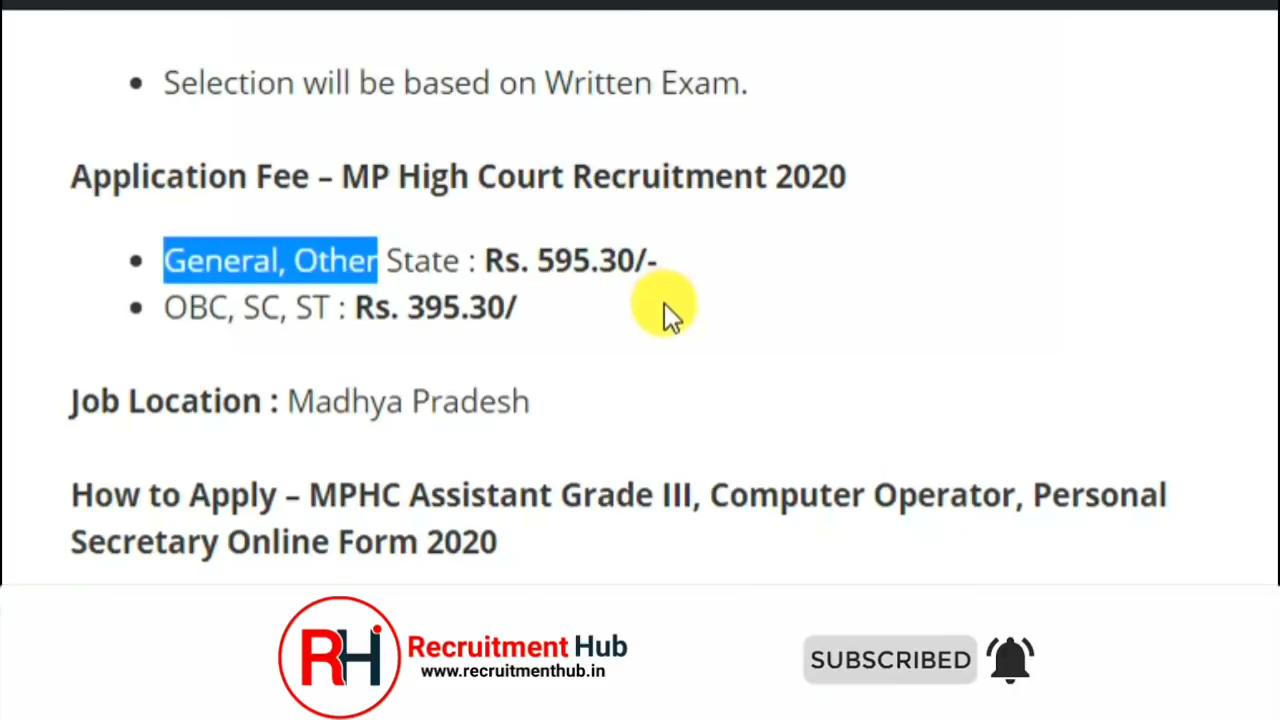 Selection will be based on Written Exam.
Application Fee – MP High Court Recruitment 2020
General, Other State : Rs. 595.30/-
OBC, SC, ST : Rs. 395.30/
Job Location : Madhya Pradesh
How to Apply – MPHC Assistant Grade III, Computer Operator, Personal
Secretary Online Form 2020
RH Recruitment Hub
www.recruitmenthub.in
SUBSCRIBED